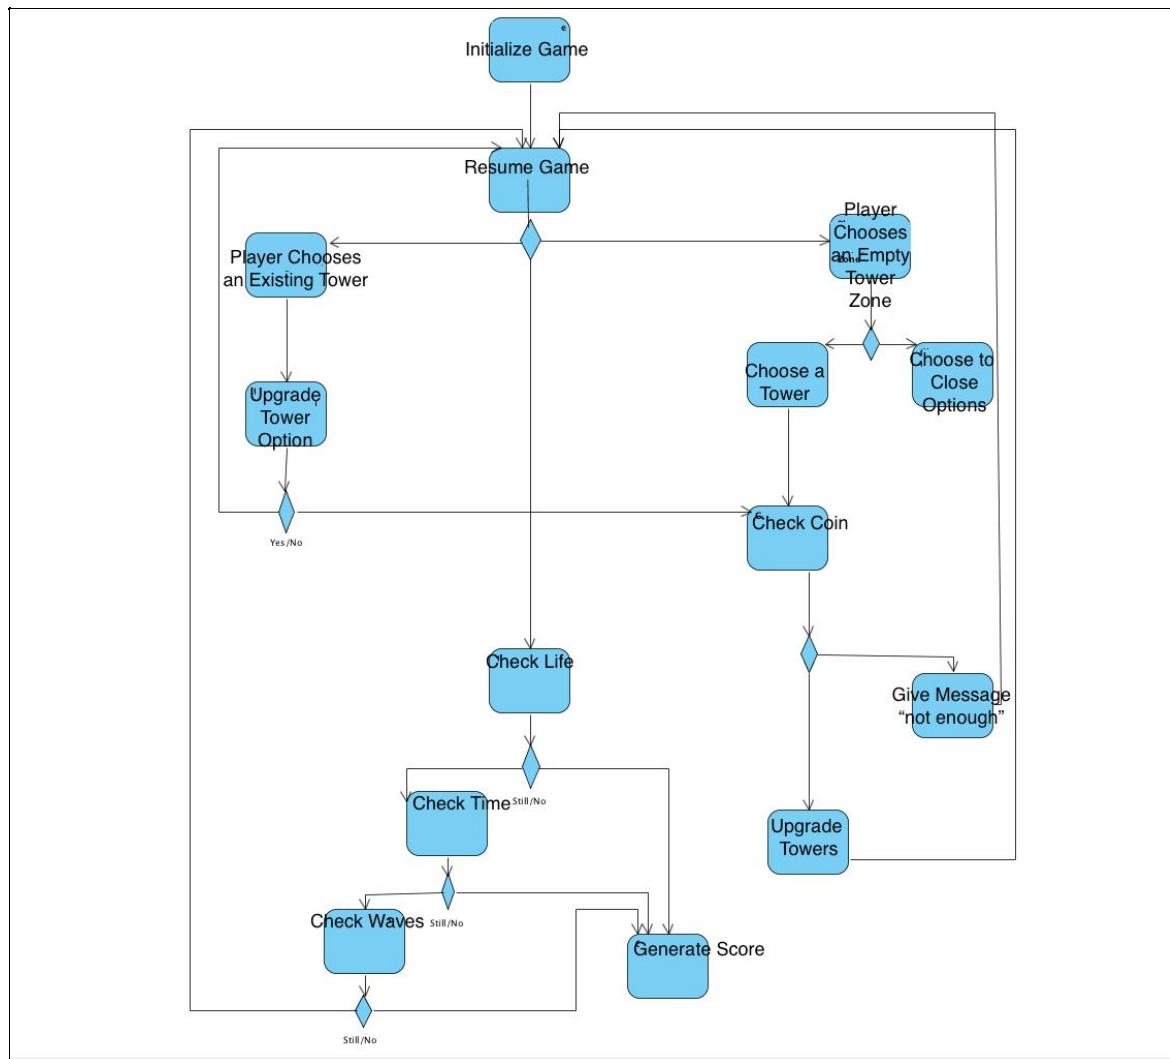 Initialize Game
Resume Game
Player
Chooses
an Empty
Tower
Zone
Player Chooses
an Existing Tower
Zone
Choose a
Tower
Choose to
Close
Options
Upgrade
Tower
Option
Check Coin
Yes/No
Check Life
Give Message
“not enough”
Check Time
Still/No
Upgrade
Towers
Check Waves
Still/No
Generate Score
Still/No